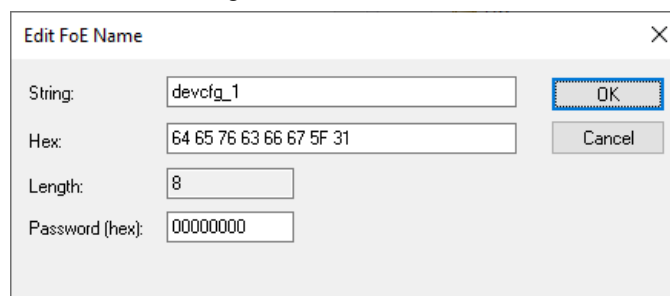 Edit FoE Name
String: devcfg_1 OK
Hex: 64 65 76 63 66 67 5F 31 Cancel
Length: 8
Password (hex): 00000000